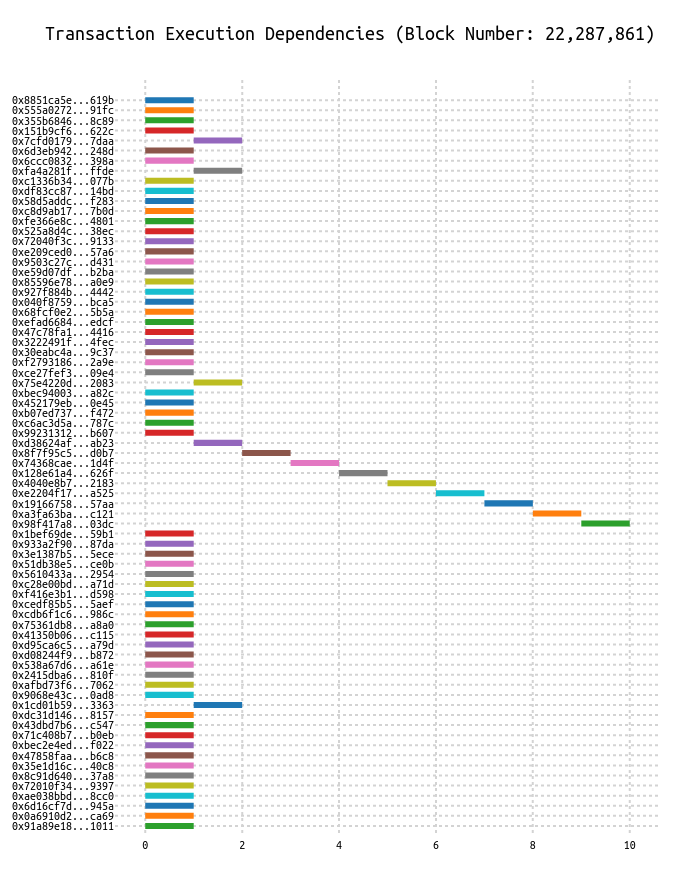 Transaction Execution Dependencies (Block Number: 22,287,861)
0x8851ca5e...619b
0x555a0272...91fc
0x355b6846...8c89
0x151b9cf6...622c
0x7cfd0179...7daa
0x6d3eb942...248d
0x6ccc0832...398a
0xfa4a281f...ffde
0xc1336b34...077b
0xdf83cc87...14bd
0x58d5addc...f283
0xc8d9ab17...7b0d
0xfe366e8c...4801
0x525a8d4c...38ec
0x72040f3c...9133
0xe209ced0...57a6
0x9503c27c...d431
0xe59d07df...b2ba
0x85596e78...a0e9
0x927f884b...4442
0x040f8759...bca5
0x68fcf0e2...5b5a
0xefad6684...edcf
0x47c78fa1...4416
0x3222491f...4fec
0x30eabc4a...9c37
0xf2793186...2a9e
0xce27fef3...09e4
0x75e4220d...2083
0xbec94003...a82c
0x452179eb...0e45
0xb07ed737...f472
0xc6ac3d5a...787c
0x99231312...b607
0xd38624af...ab23
0x8f7f95c5...d0b7
0x74368cae...1d4f
0x128e61a4...626f
0x4040e8b7...2183
0xe2204f17...a525
0x19166758...57aa
0xa3fa63ba...c121
0x98f417a8...03dc
0x1bef69de...59b1
0x933a2f90...87da
0x3e1387b5...5ece
0x51db38e5...ce0b
0x5610433a...2954
0xc28e00bd...a71d
0xf416e3b1...d598
0xcedf85b5...5aef
0xcdb6f1c6...986c
0x75361db8...a8a0
0x41350b06...c115
0xd95ca6c5...a79d
0xd08244f9...b872
0x538a67d6...a61e
0x2415dba6...810f
0xafbd73f6...7062
0x9068e43c...0ad8
0x1cd01b59...3363
0xdc31d146...8157
0x43dbd7b6...c547
0x71c408b7...b0eb
0xbec2e4ed...f022
0x47858faa...b6c8
0x35e1d16c...40c8
0x8c91d640...37a8
0x72010f34...9397
0xae038bbd...8cc0
0x6d16cf7d...945a
0x0a6910d2...ca69
0x91a89e18...1011
0 2 4 6 8 10